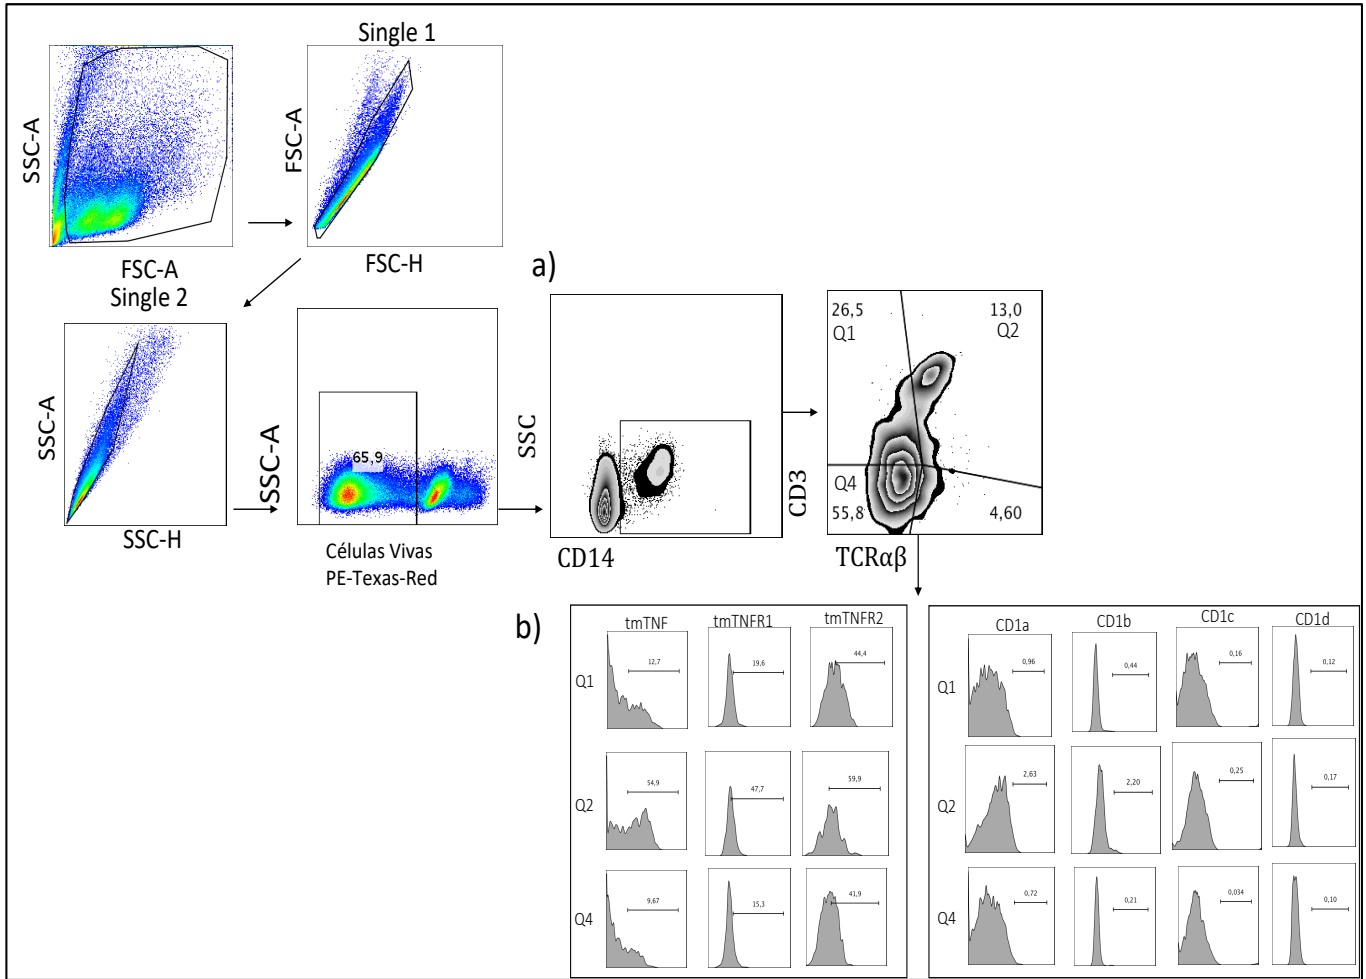 Single 1
SSC-A
FSC-A
FSC-A
FSC-H
Single 2
SSC-A
SSC-H
SSC-A
65,9
Células Vivas
PE-Texas-Red
a)
SSC
CD14
26,5
Q1
13,0
Q2
Q4
55,8
4,60
CD3
TCRαβ
b)
tmTNF tmTNFR1 tmTNFR2
Q1 12,7 19,6 44,4
Q2 54,9 47,7 59,9
Q4 9,67 15,3 41,9
CD1a CD1b CD1c CD1d
Q1 0,96 0,44 0,16 0,12
Q2 2,63 2,20 0,25 0,17
Q4 0,72 0,21 0,034 0,10